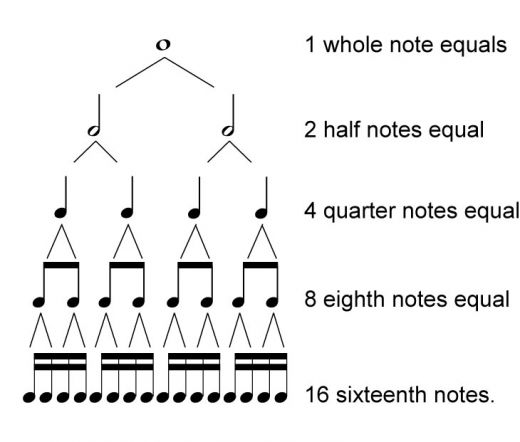 1 whole note equals
2 half notes equal
4 quarter notes equal
8 eighth notes equal
16 sixteenth notes.